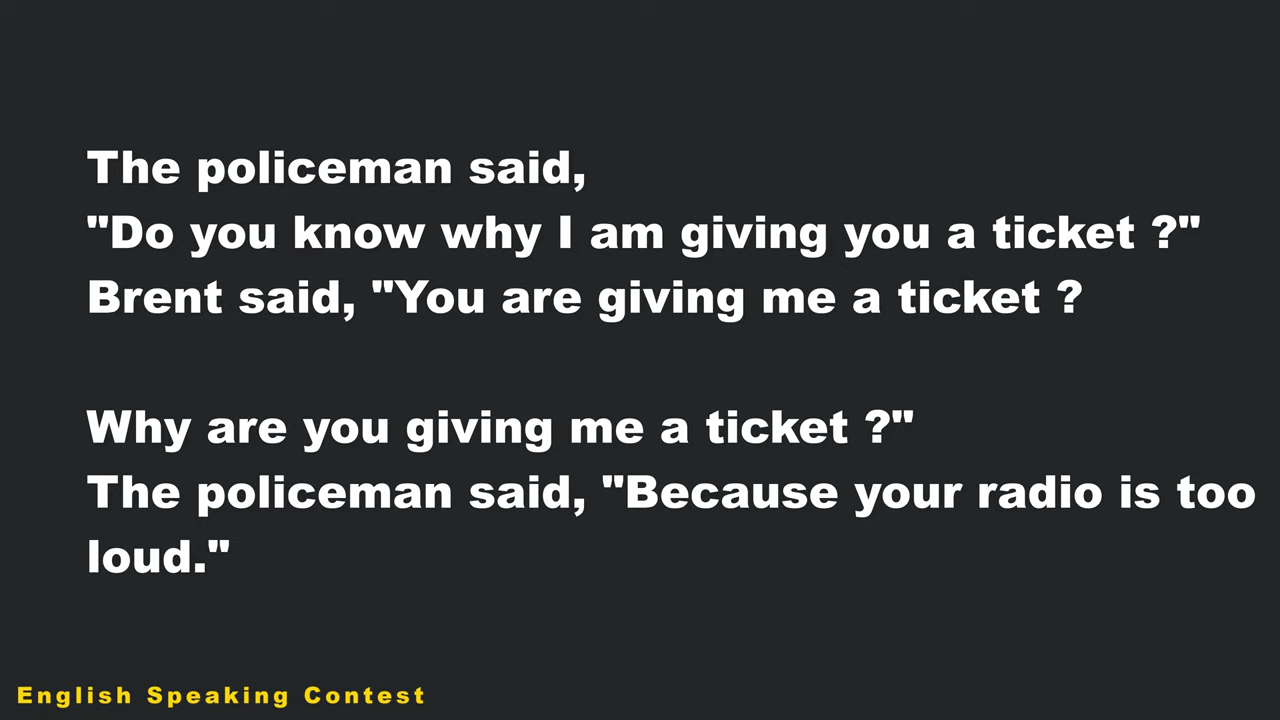 The policeman said,
"Do you know why I am giving you a ticket ?"
Brent said, "You are giving me a ticket ?
Why are you giving me a ticket ?"
The policeman said, "Because your radio is too
loud."
English Speaking Contest